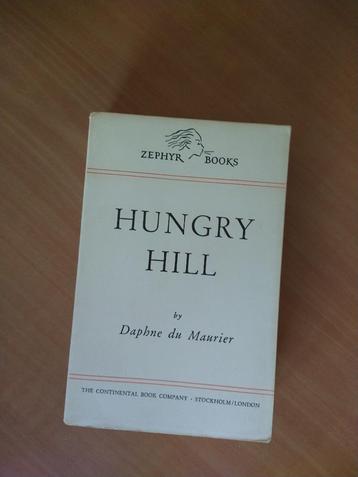 ZEPHYR BOOKS
HUNGRY
HILL
by
Daphne du Maurier
THE CONTINENTAL BOOK COMPANY · STOCKHOLM/LONDON